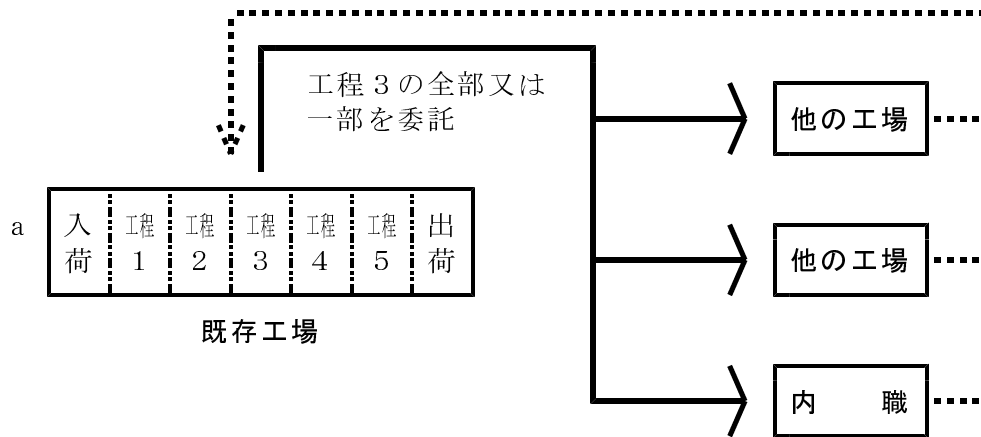 工程３の全部又は
一部を委託
他の工場
a
入荷
工程1
工程2
工程3
工程4
工程5
出荷
他の工場
既存工場
内　　職